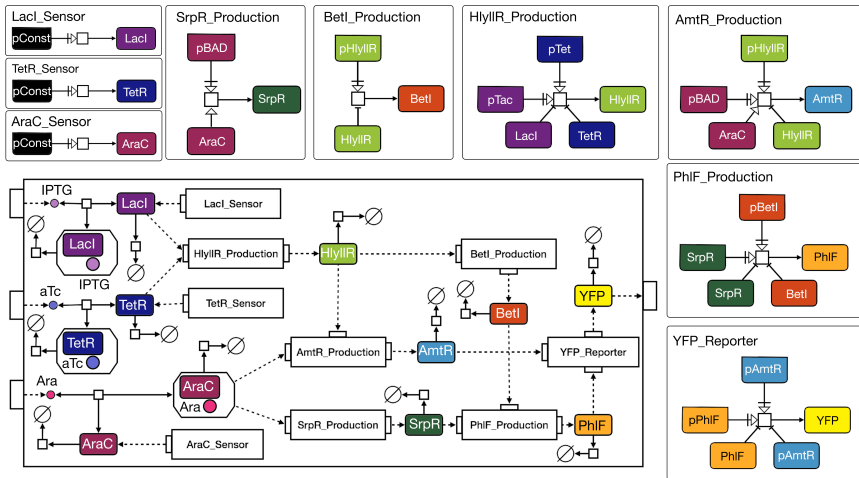 LacI_Sensor
pConst
LacI
TetR_Sensor
pConst
TetR
AraC_Sensor
pConst
AraC
SrpR_Production
pBAD
SrpR
AraC
BetI_Production
pHlyIIR
BetI
HlyIIR
HlyIIR_Production
pTet
pTac
HlyIIR
LacI
TetR
AmtR_Production
pHlyIIR
pBAD
AmtR
AraC
HlyIIR
PhlF_Production
pBetI
SrpR
PhlF
SrpR
BetI
YFP_Reporter
pAmtR
pPhlF
YFP
PhlF
pAmtR
IPTG
LacI
LacI_Sensor
LacI
IPTG
HlyIIR_Production
HlyIIR
BetI_Production
aTc
TetR
TetR_Sensor
TetR
aTc
YFP
BetI
AmtR_Production
AmtR
YFP_Reporter
Ara
AraC
Ara
SrpR_Production
SrpR
PhlF_Production
PhlF
AraC
AraC_Sensor